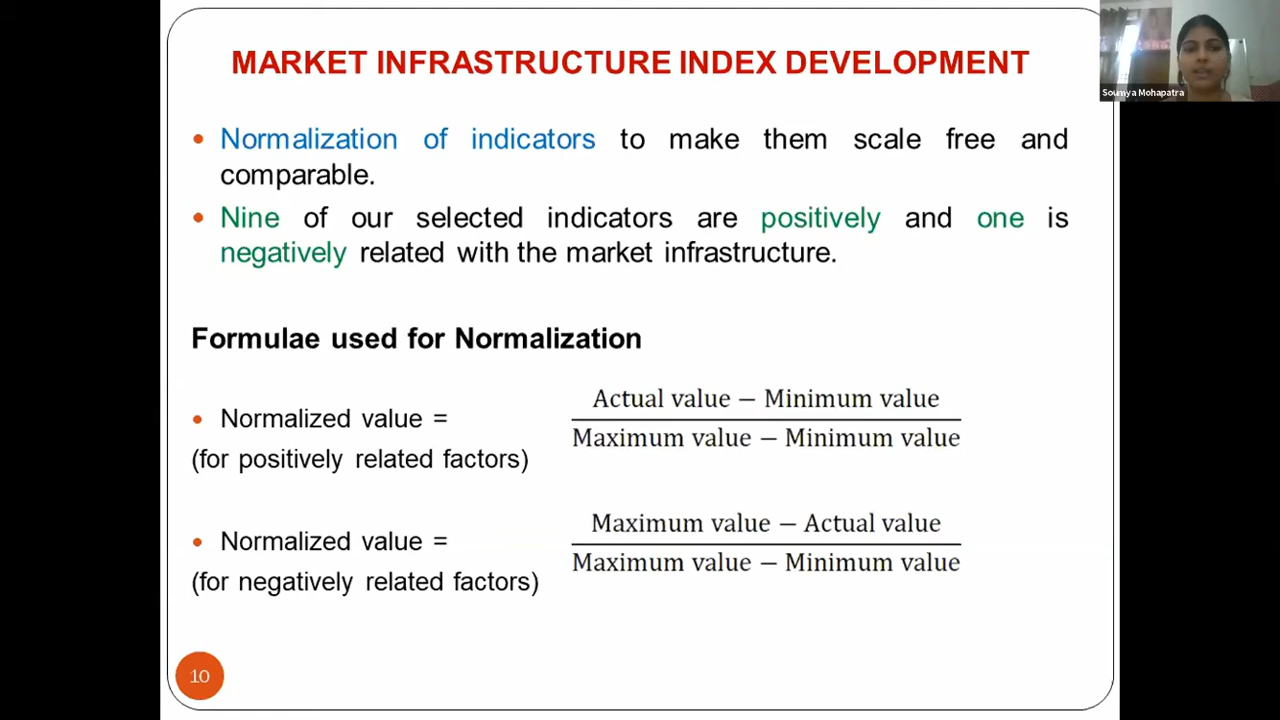 MARKET INFRASTRUCTURE INDEX DEVELOPMENT
Soumya Mohapatra
• Normalization of indicators to make them scale free and
comparable.
• Nine of our selected indicators are positively and one is
negatively related with the market infrastructure.
Formulae used for Normalization
• Normalized value =
(for positively related factors)
Actual value − Minimum value
Maximum value − Minimum value
• Normalized value =
(for negatively related factors)
Maximum value − Actual value
Maximum value − Minimum value
10